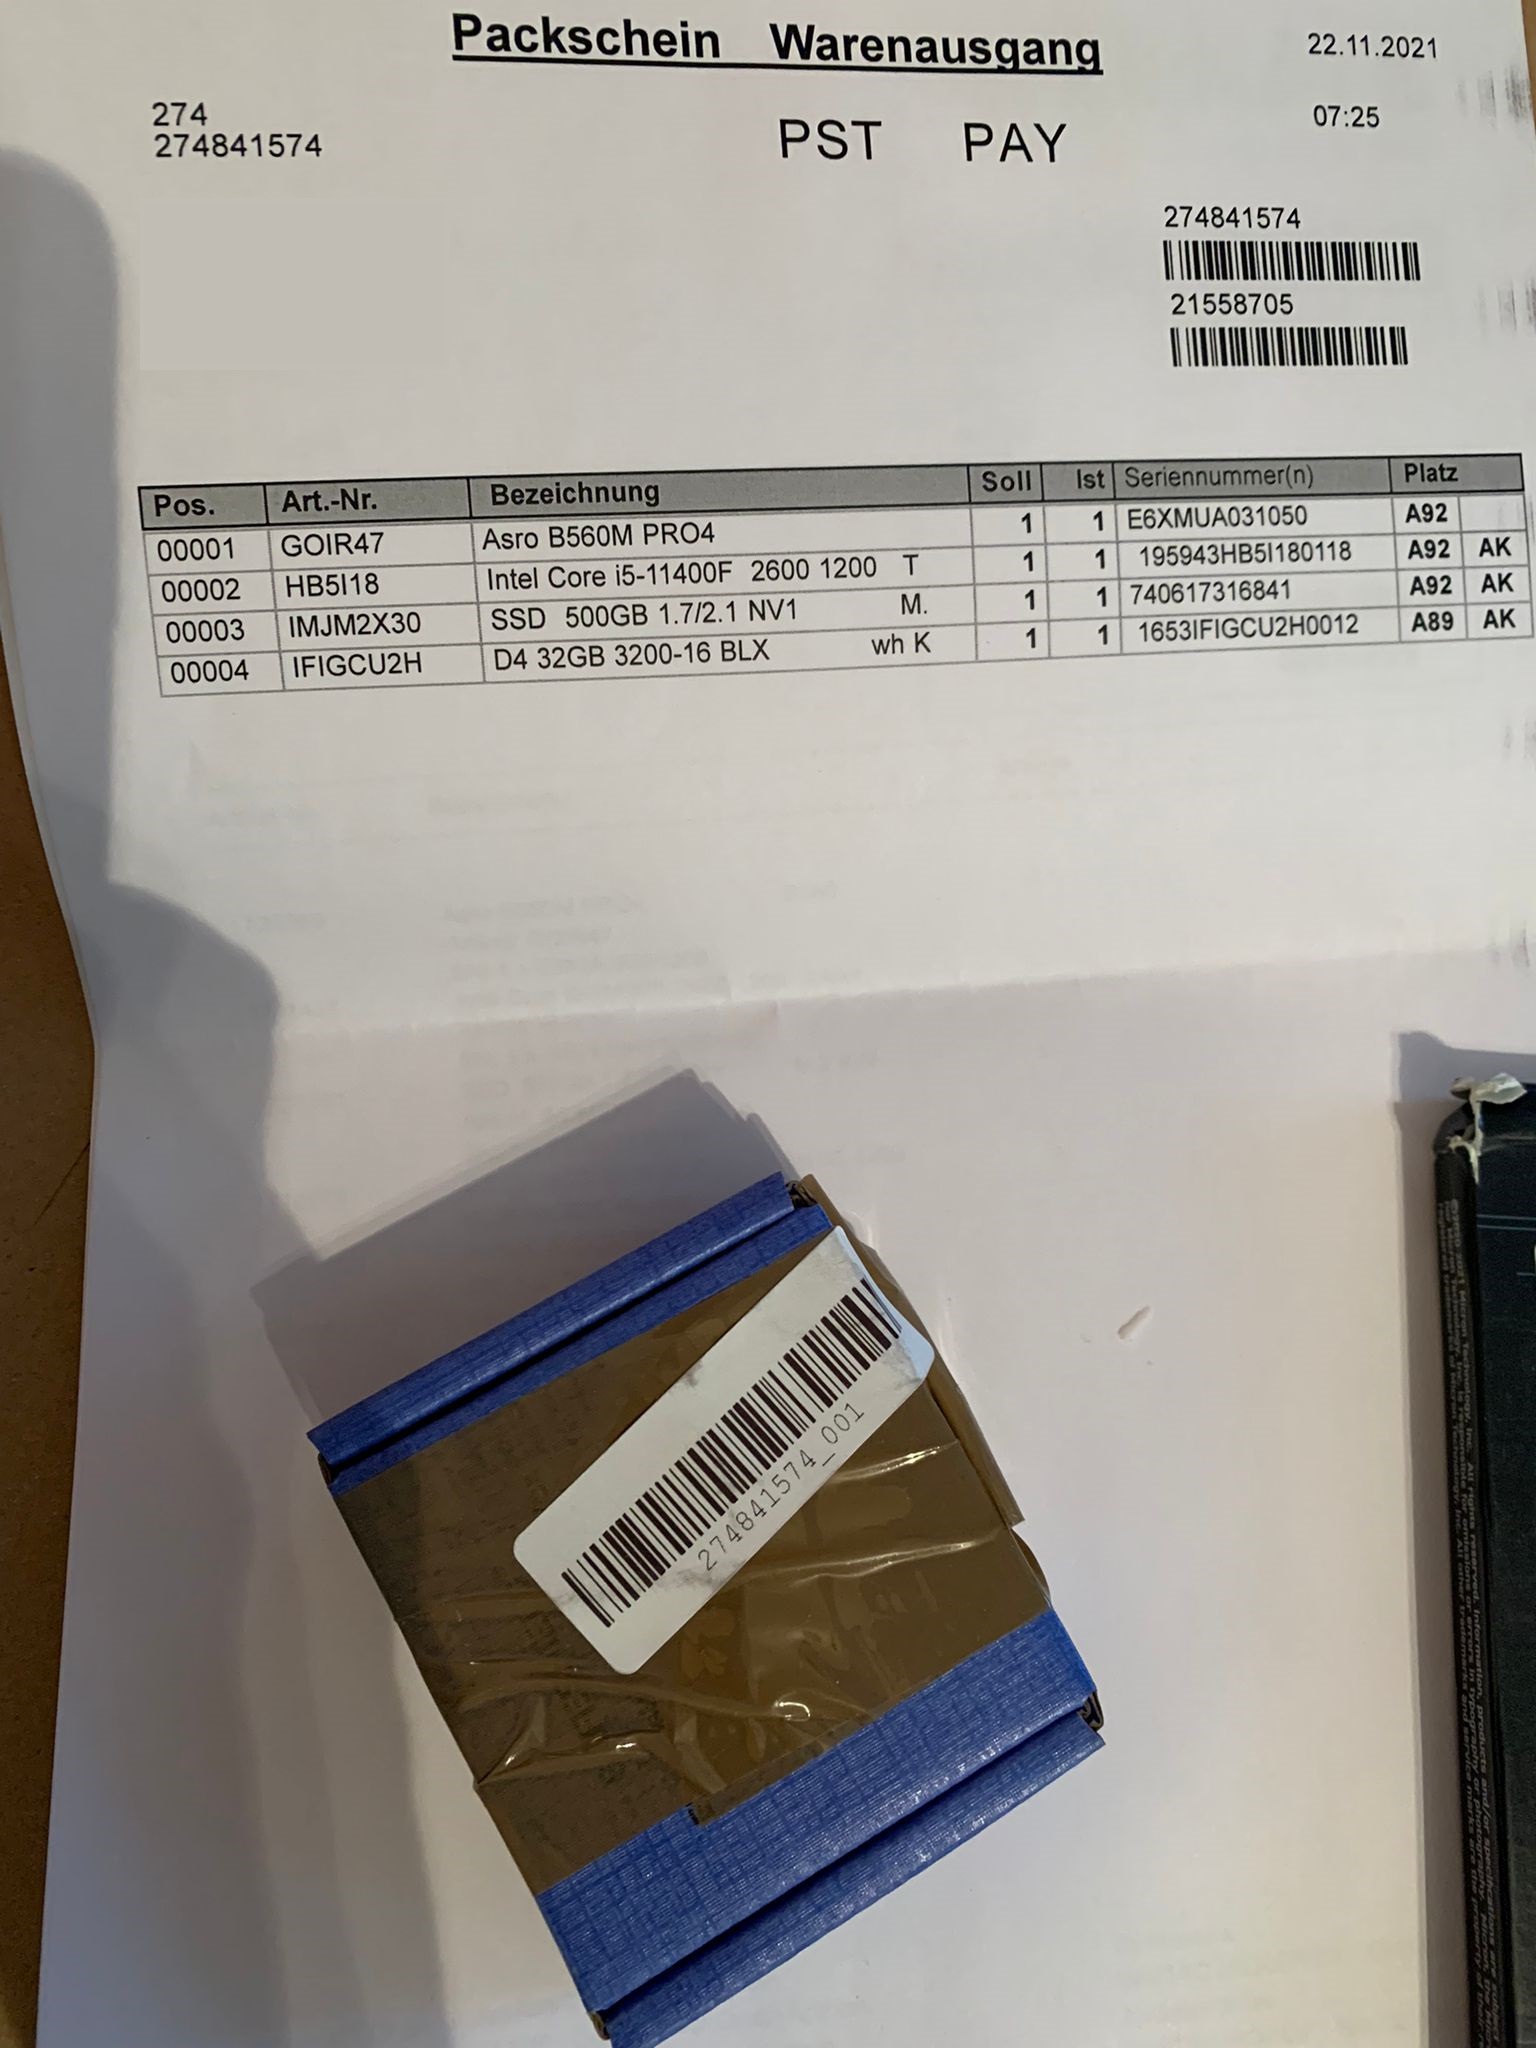 Packschein Warenausgang
22.11.2021
274
274841574
PST PAY
07:25
274841574
21558705
Pos. Art.-Nr. Bezeichnung Soll Ist Seriennummer(n) Platz
00001 GOIR47 Asro B560M PRO4 1 1 E6XMUA031050 A92
00002 HB5I18 Intel Core i5-11400F 2600 1200 T 1 1 195943HB5I180118 A92 AK
00003 IMJM2X30 SSD 500GB 1.7/2.1 NV1 M. 1 1 740617316841 A92 AK
00004 IFIGCU2H D4 32GB 3200-16 BLX wh K 1 1 1653IFIGCU2H0012 A89 AK
274841574_001